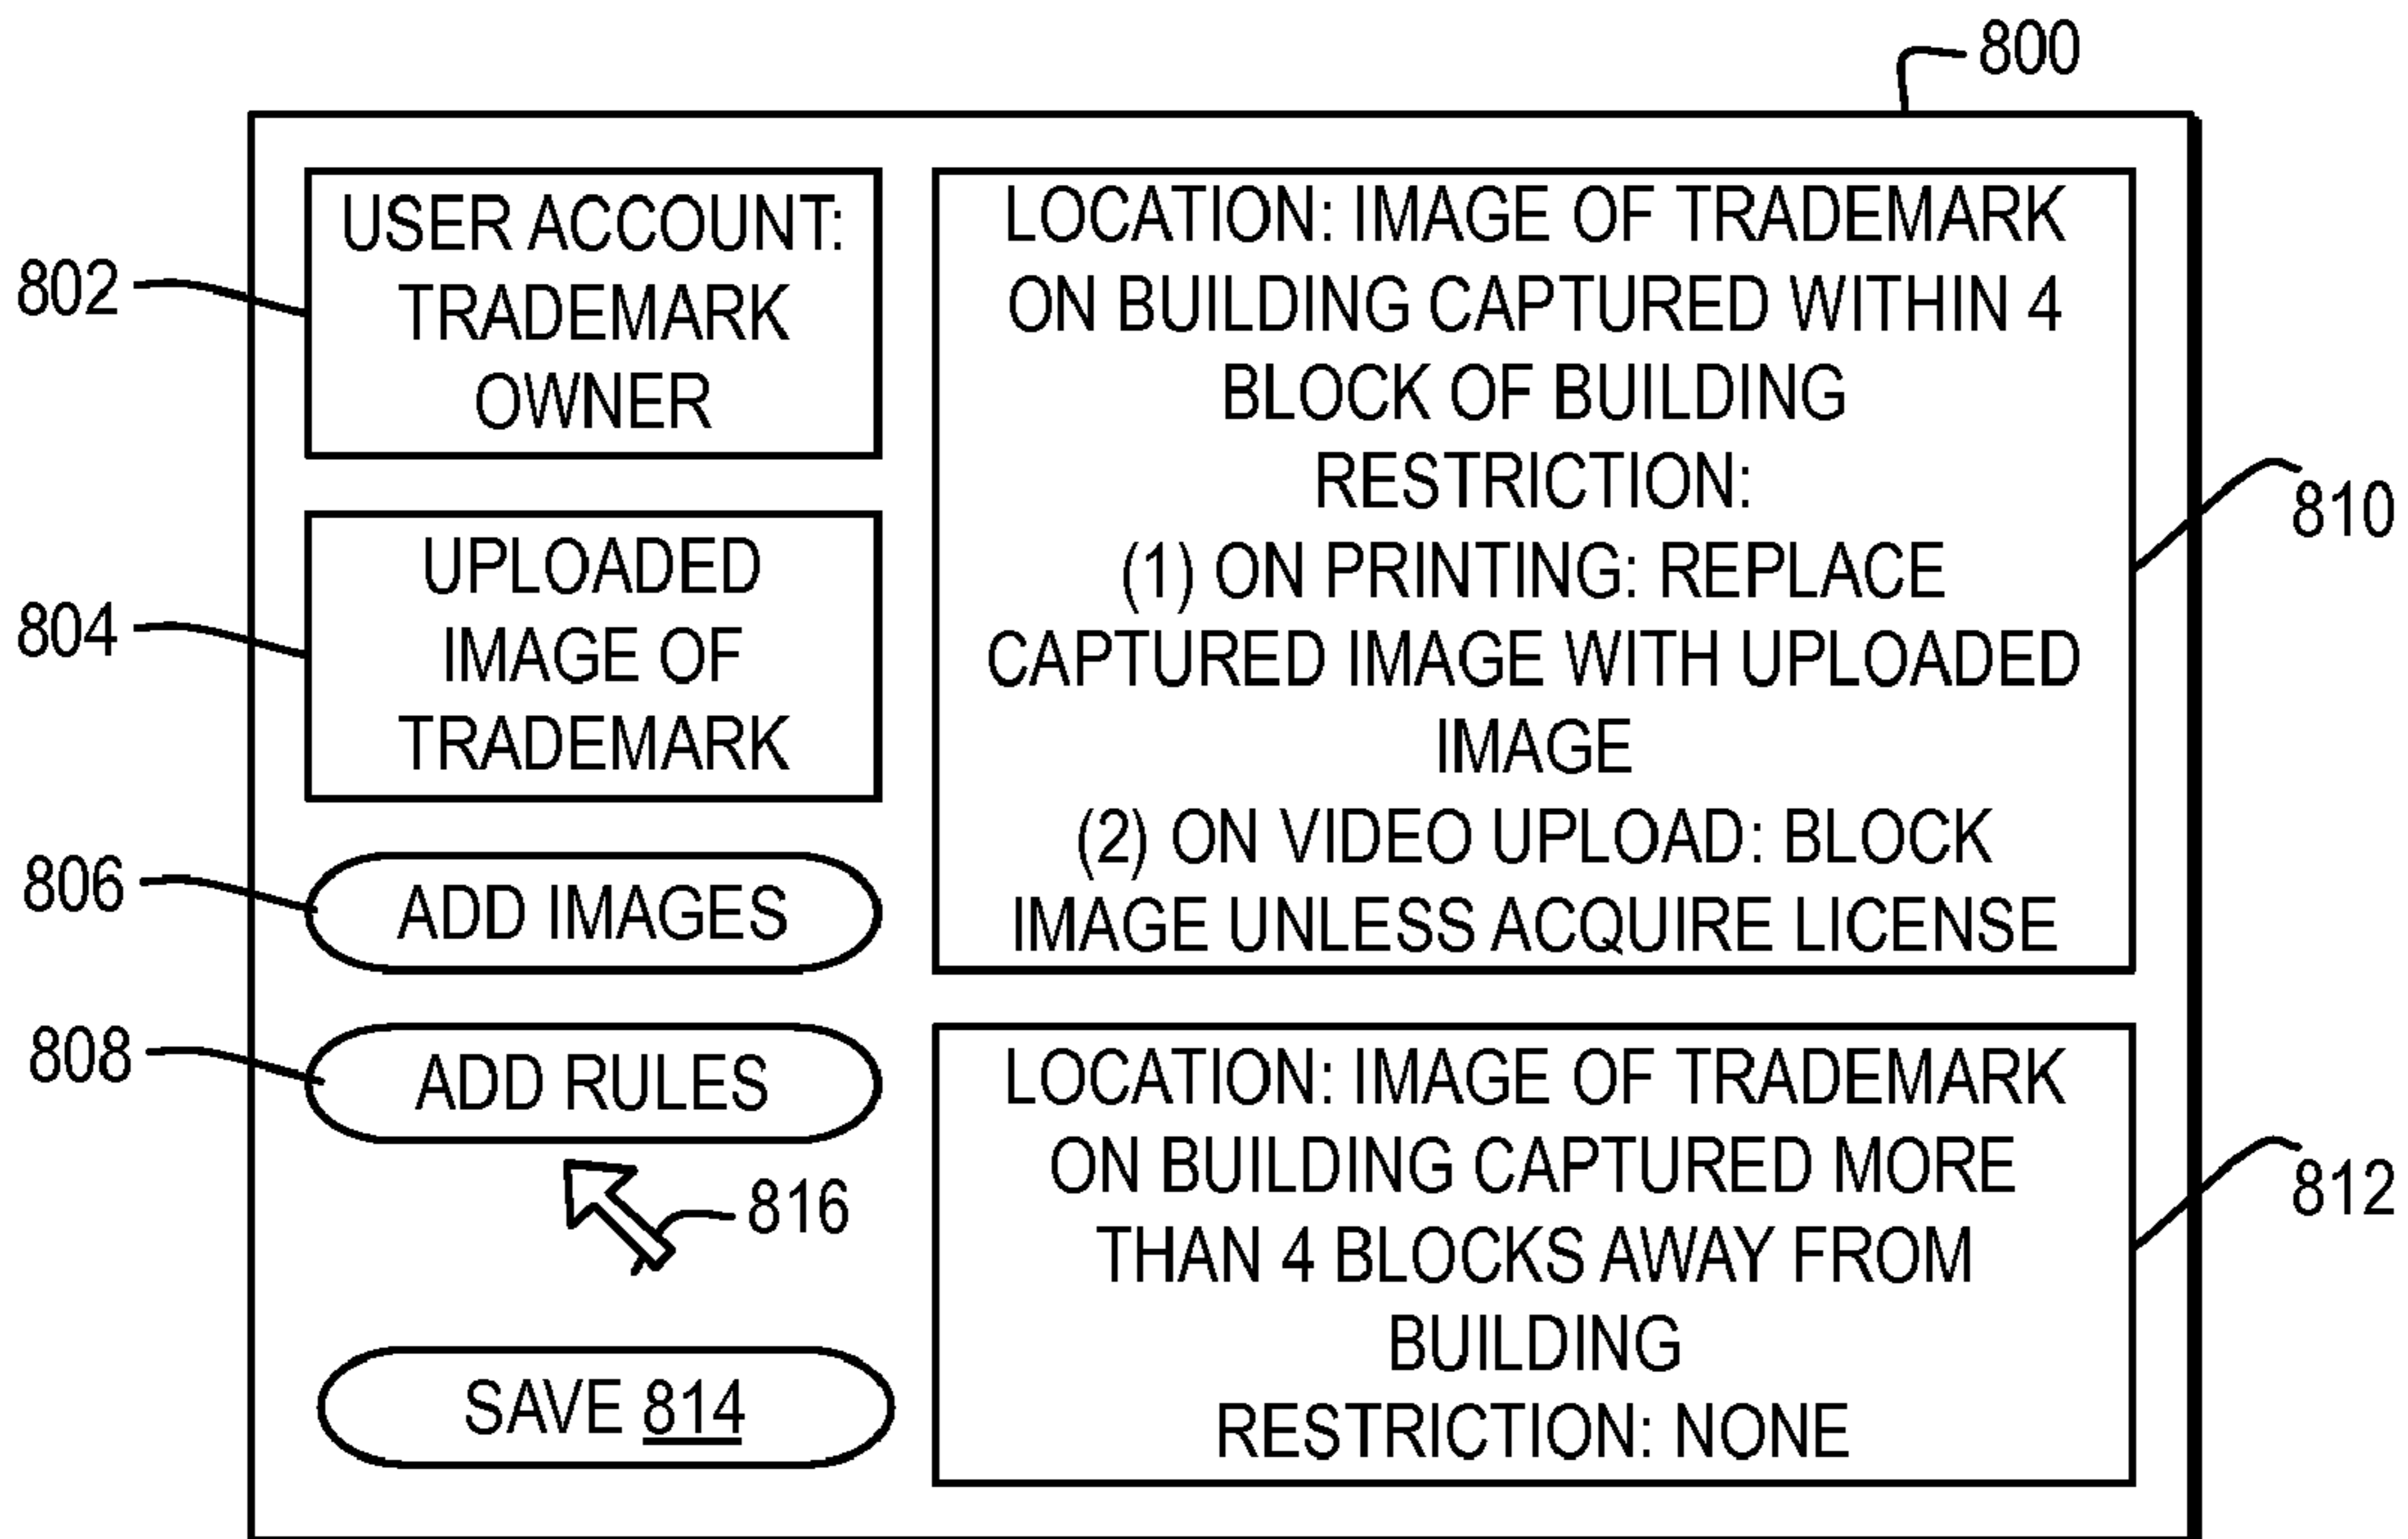 800
802
USER ACCOUNT:
TRADEMARK
OWNER
804
UPLOADED
IMAGE OF
TRADEMARK
806
ADD IMAGES
808
ADD RULES
816
SAVE 814
LOCATION: IMAGE OF TRADEMARK
ON BUILDING CAPTURED WITHIN 4
BLOCK OF BUILDING
RESTRICTION:
(1) ON PRINTING: REPLACE
CAPTURED IMAGE WITH UPLOADED
IMAGE
(2) ON VIDEO UPLOAD: BLOCK
IMAGE UNLESS ACQUIRE LICENSE
810
LOCATION: IMAGE OF TRADEMARK
ON BUILDING CAPTURED MORE
THAN 4 BLOCKS AWAY FROM
BUILDING
RESTRICTION: NONE
812